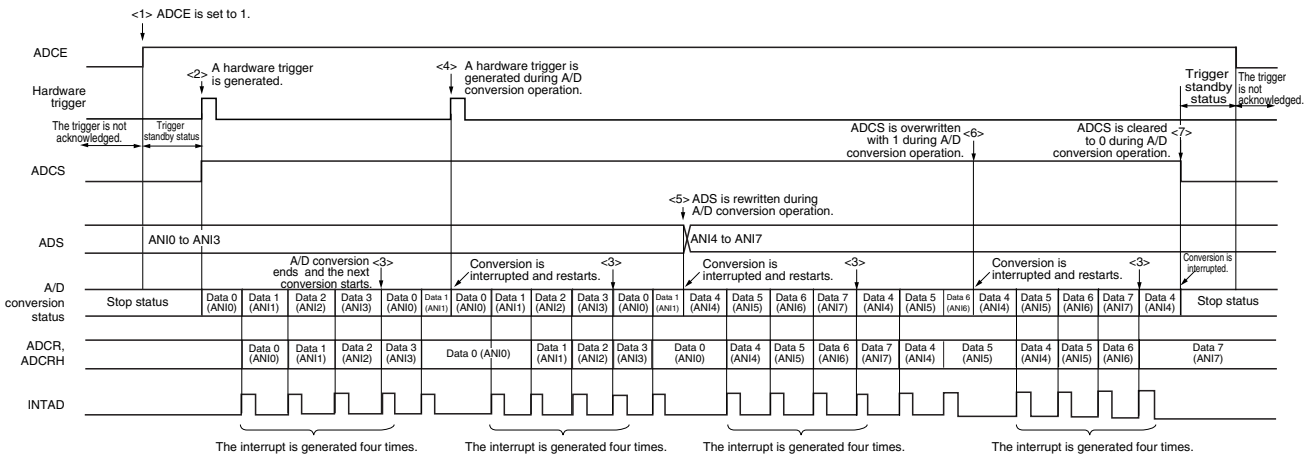 <1> ADCE is set to 1.
ADCE
<2> A hardware trigger
is generated.
<4> A hardware trigger is
generated during A/D
conversion operation.
Hardware
trigger
The trigger is not
acknowledged.
Trigger
standby status
Trigger
standby
status
The trigger
is not
acknowledged.
ADCS is overwritten <6>
with 1 during A/D
conversion operation.
ADCS is cleared <7>
to 0 during A/D
conversion operation.
ADCS
<5> ADS is rewritten during
A/D conversion operation.
ADS
ANI0 to ANI3
ANI4 to ANI7
A/D conversion <3>
ends and the next
conversion starts.
Conversion is <3>
interrupted and restarts.
Conversion is <3>
interrupted and restarts.
Conversion is <3>
interrupted and restarts.
Conversion is
interrupted.
A/D
conversion
status
Stop status
Data 0 Data 1 Data 2 Data 3 Data 0 Data 1 Data 0 Data 1 Data 2 Data 3 Data 0 Data 1 Data 4 Data 5 Data 6 Data 7 Data 4 Data 5 Data 6 Data 4 Data 5 Data 6 Data 7 Data 4
(ANI0) (ANI1) (ANI2) (ANI3) (ANI0) (ANI1) (ANI0) (ANI1) (ANI2) (ANI3) (ANI0) (ANI1) (ANI4) (ANI5) (ANI6) (ANI7) (ANI4) (ANI5) (ANI6) (ANI4) (ANI5) (ANI6) (ANI7) (ANI4)
Stop status
ADCR,
ADCRH
Data 0 Data 1 Data 2 Data 3 Data 0 (ANI0) Data 1 Data 2 Data 3 Data 0 Data 4 Data 5 Data 6 Data 7 Data 4 Data 5 Data 4 Data 5 Data 6 Data 7
(ANI0) (ANI1) (ANI2) (ANI3) (ANI1) (ANI2) (ANI3) (ANI0) (ANI4) (ANI5) (ANI6) (ANI7) (ANI4) (ANI5) (ANI4) (ANI5) (ANI6) (ANI7)
INTAD
The interrupt is generated four times.
The interrupt is generated four times.
The interrupt is generated four times.
The interrupt is generated four times.